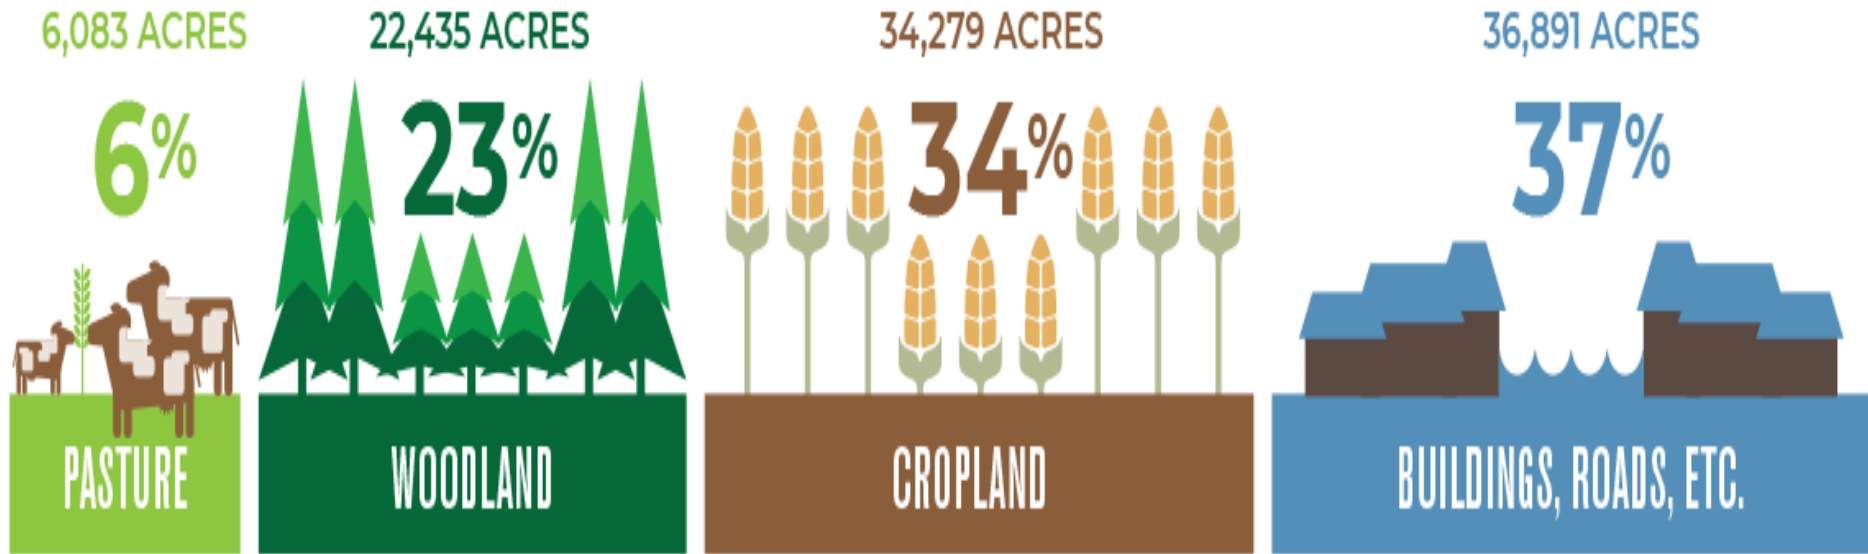 6,083 ACRES
6%
PASTURE
22,435 ACRES
23%
WOODLAND
34,279 ACRES
34%
CROPLAND
36,891 ACRES
37%
BUILDINGS, ROADS, ETC.